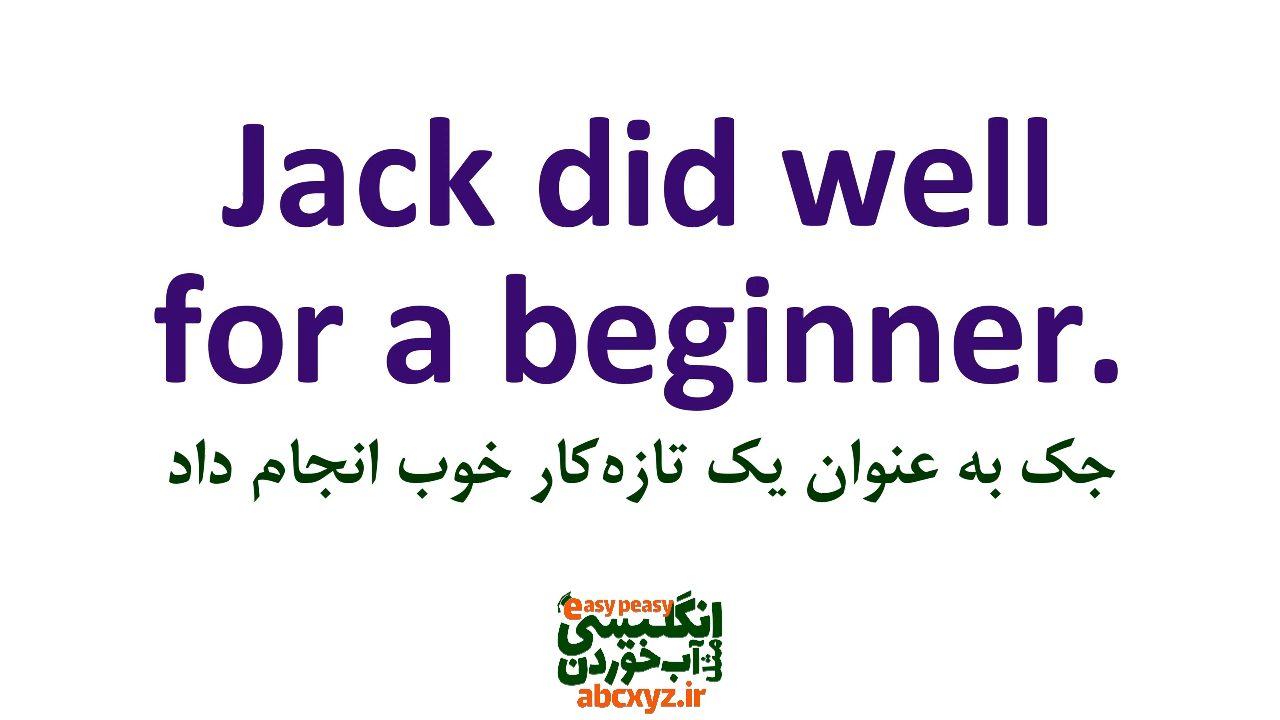 Jack did well
for a beginner.
جک به عنوان یک تازه‌کار خوب انجام داد
easy peasy
انگلیسی
مثل آب خوردن
abcxyz.ir